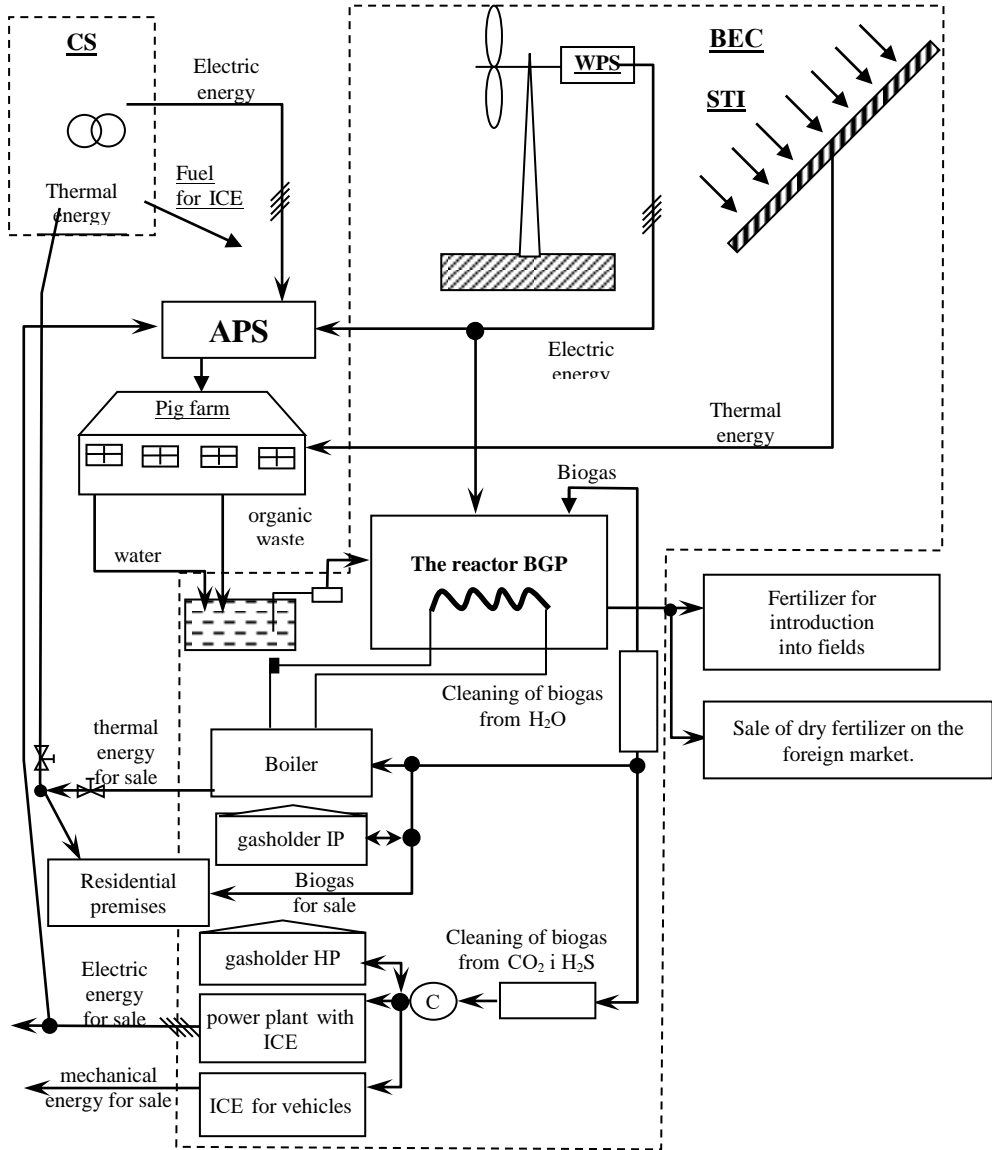 CS
Electric
energy
Thermal
energy
Fuel
for ICE
WPS
BEC
STI
APS
Electric
energy
Pig farm
Thermal
energy
water
organic
waste
Biogas
The reactor BGP
Fertilizer for
introduction
into fields
Cleaning of biogas
from H₂O
Sale of dry fertilizer on the
foreign market.
thermal
energy
for sale
Boiler
gasholder IP
Residential
premises
Biogas
for sale
gasholder HP
Cleaning of biogas
from CO₂ i H₂S
Electric
energy
for sale
power plant with
ICE
C
mechanical
energy for sale
ICE for vehicles